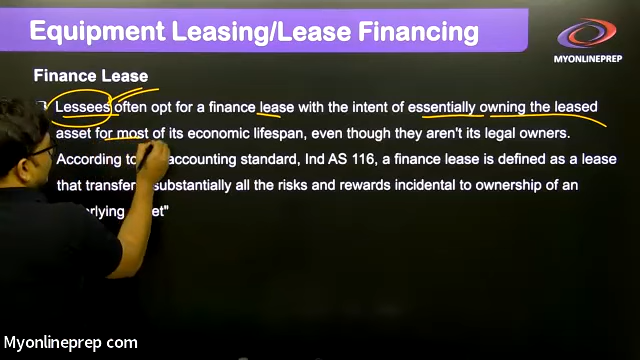 Equipment Leasing/Lease Financing
MYONLINEPREP
Finance Lease
Lessees often opt for a finance lease with the intent of essentially owning the leased
asset for most of its economic lifespan, even though they aren't its legal owners.
According to accounting standard, Ind AS 116, a finance lease is defined as a lease
that transfer substantially all the risks and rewards incidental to ownership of an
Myonlineprep com